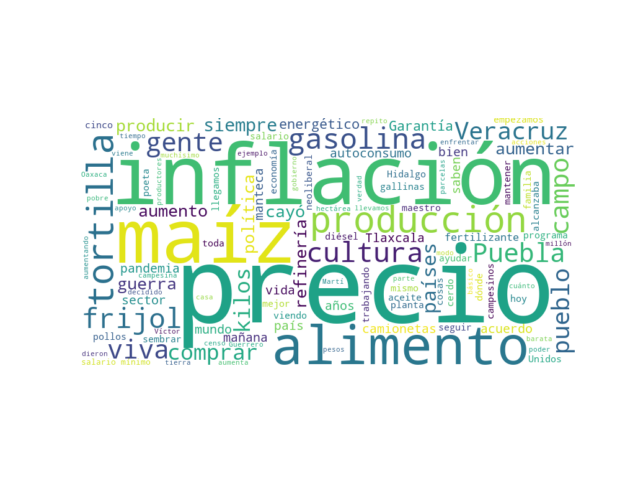 cinco producir siempre energético repito Garantía programa empezamos
tiempo salario enfrentar
gente gasolina Veracruz
viene muchísimo ejemplo autoconsumo bien aumentar
inflación
Oaxaca productores poeta llegamos política manteca economía gobierno neoliberal verdad Hidalgo gallinas parcelas saben familia acciones mantener alcanzaba campo
pobre
apoyo hectárea llevamos maestro
tortilla aumento cayó producción
maíz toda diésel Tlaxcala fertilizante millón
cultura ayudar Puebla
aumentando pandemia
campesina guerra refinería países
decidido sector kilos precio
casa vida parte Martí mismo trabajando cosas cerdo dónde básico campesinos cuánto hoy pueblo
mejor años aceite planta
frijol Víctor mundo país viendo camionetas seguir acuerdo
pollos sembrar mañana
viva comprar censo Guerrero alimento barata
dieron pesos poder Unidos
salario mínimo tierra aumenta